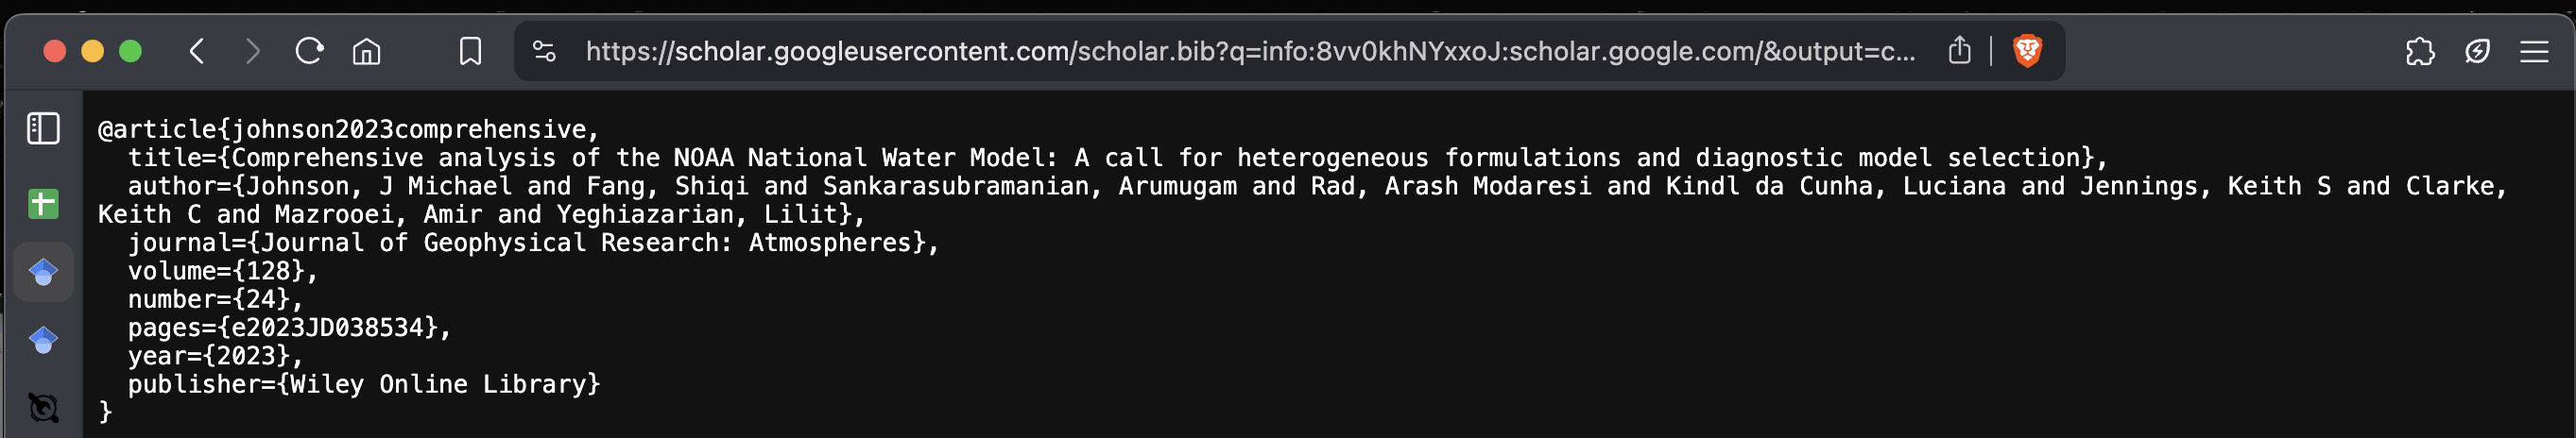 https://scholar.googleusercontent.com/scholar.bib?q=info:8vv0khNYxxoJ:scholar.google.com/&output=c...
@article{johnson2023comprehensive,
  title={Comprehensive analysis of the NOAA National Water Model: A call for heterogeneous formulations and diagnostic model selection},
  author={Johnson, J Michael and Fang, Shiqi and Sankarasubramanian, Arumugam and Rad, Arash Modaresi and Kindl da Cunha, Luciana and Jennings, Keith S and Clarke,
Keith C and Mazrooei, Amir and Yeghiazarian, Lilit},
  journal={Journal of Geophysical Research: Atmospheres},
  volume={128},
  number={24},
  pages={e2023JD038534},
  year={2023},
  publisher={Wiley Online Library}
}